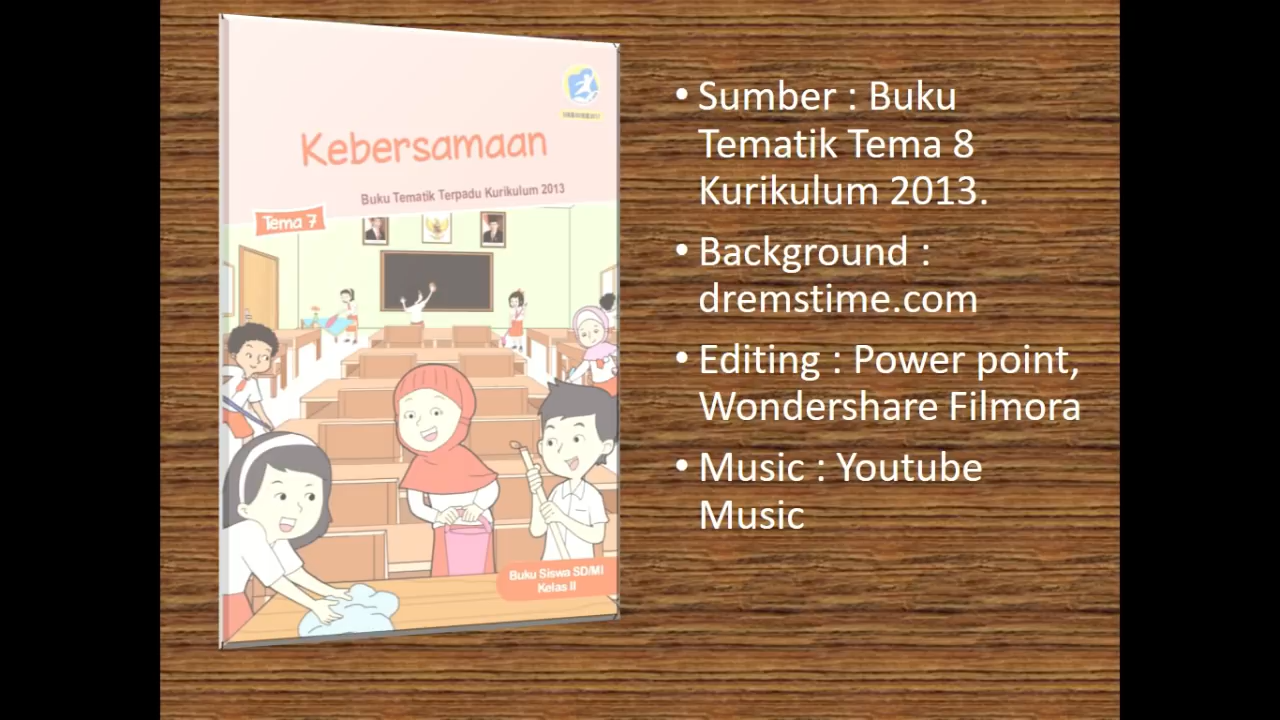 Kebersamaan
Buku Tematik Terpadu Kurikulum 2013
Tema 7
Buku Siswa SD/MI
Kelas II
• Sumber : Buku
Tematik Tema 8
Kurikulum 2013.
• Background :
dremstime.com
• Editing : Power point,
Wondershare Filmora
• Music : Youtube
Music